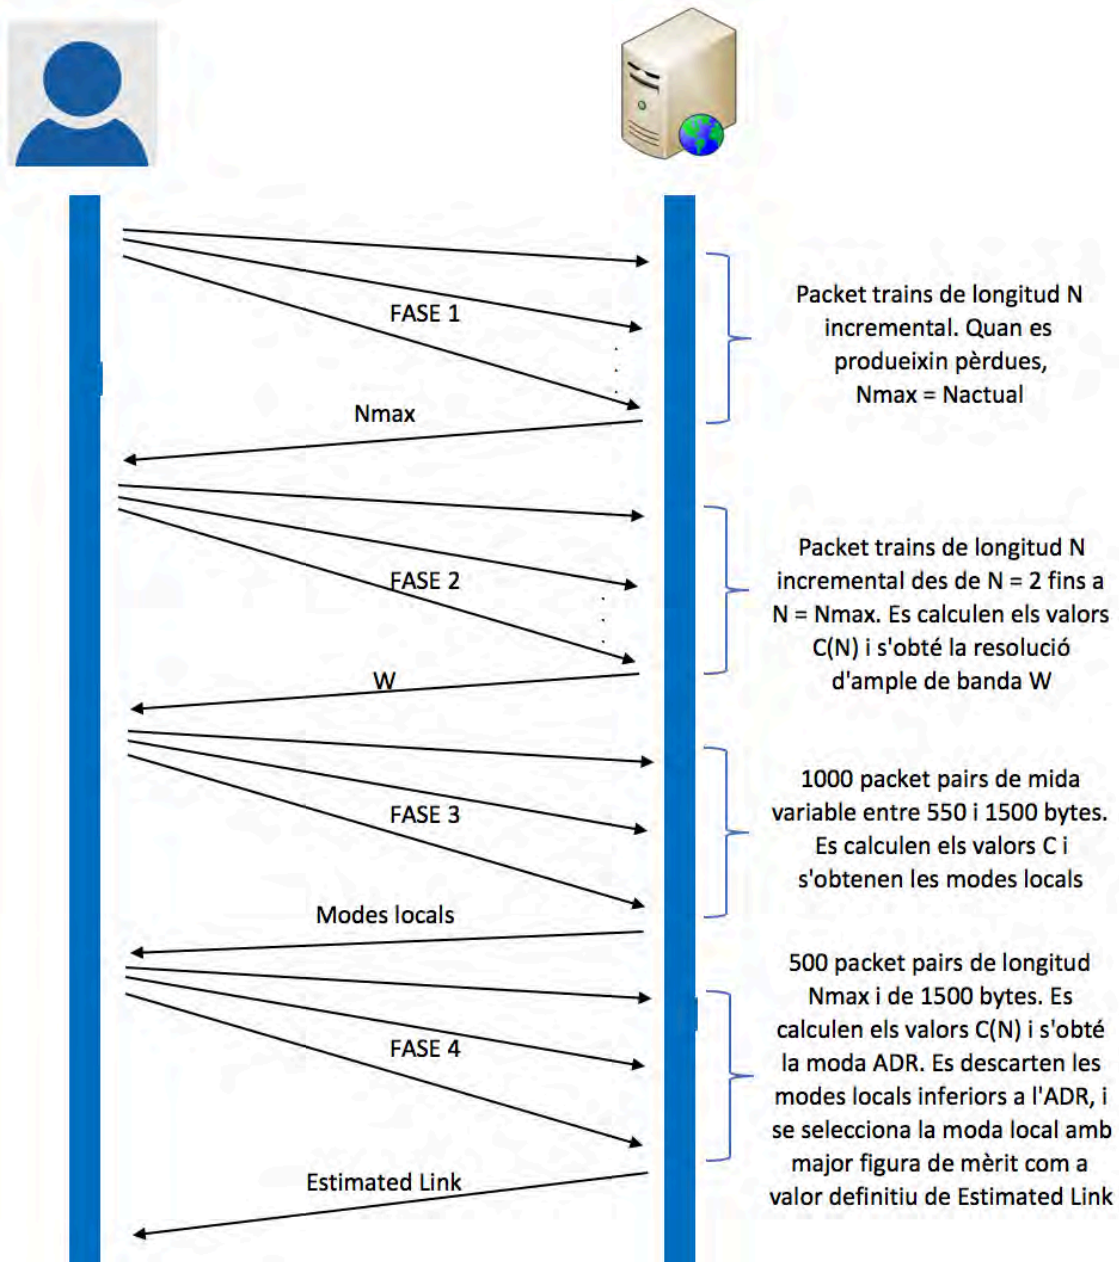 FASE 1
Packet trains de longitud N
incremental. Quan es
produeixin pèrdues,
Nmax = Nactual
Nmax
FASE 2
Packet trains de longitud N
incremental des de N = 2 fins a
N = Nmax. Es calculen els valors
C(N) i s'obté la resolució
d'ample de banda W
W
FASE 3
1000 packet pairs de mida
variable entre 550 i 1500 bytes.
Es calculen els valors C i
s'obtenen les modes locals
Modes locals
FASE 4
500 packet pairs de longitud
Nmax i de 1500 bytes. Es
calculen els valors C(N) i s'obté
la moda ADR. Es descarten les
modes locals inferiors a l'ADR, i
se selecciona la moda local amb
major figura de mèrit com a
valor definitiu de Estimated Link
Estimated Link